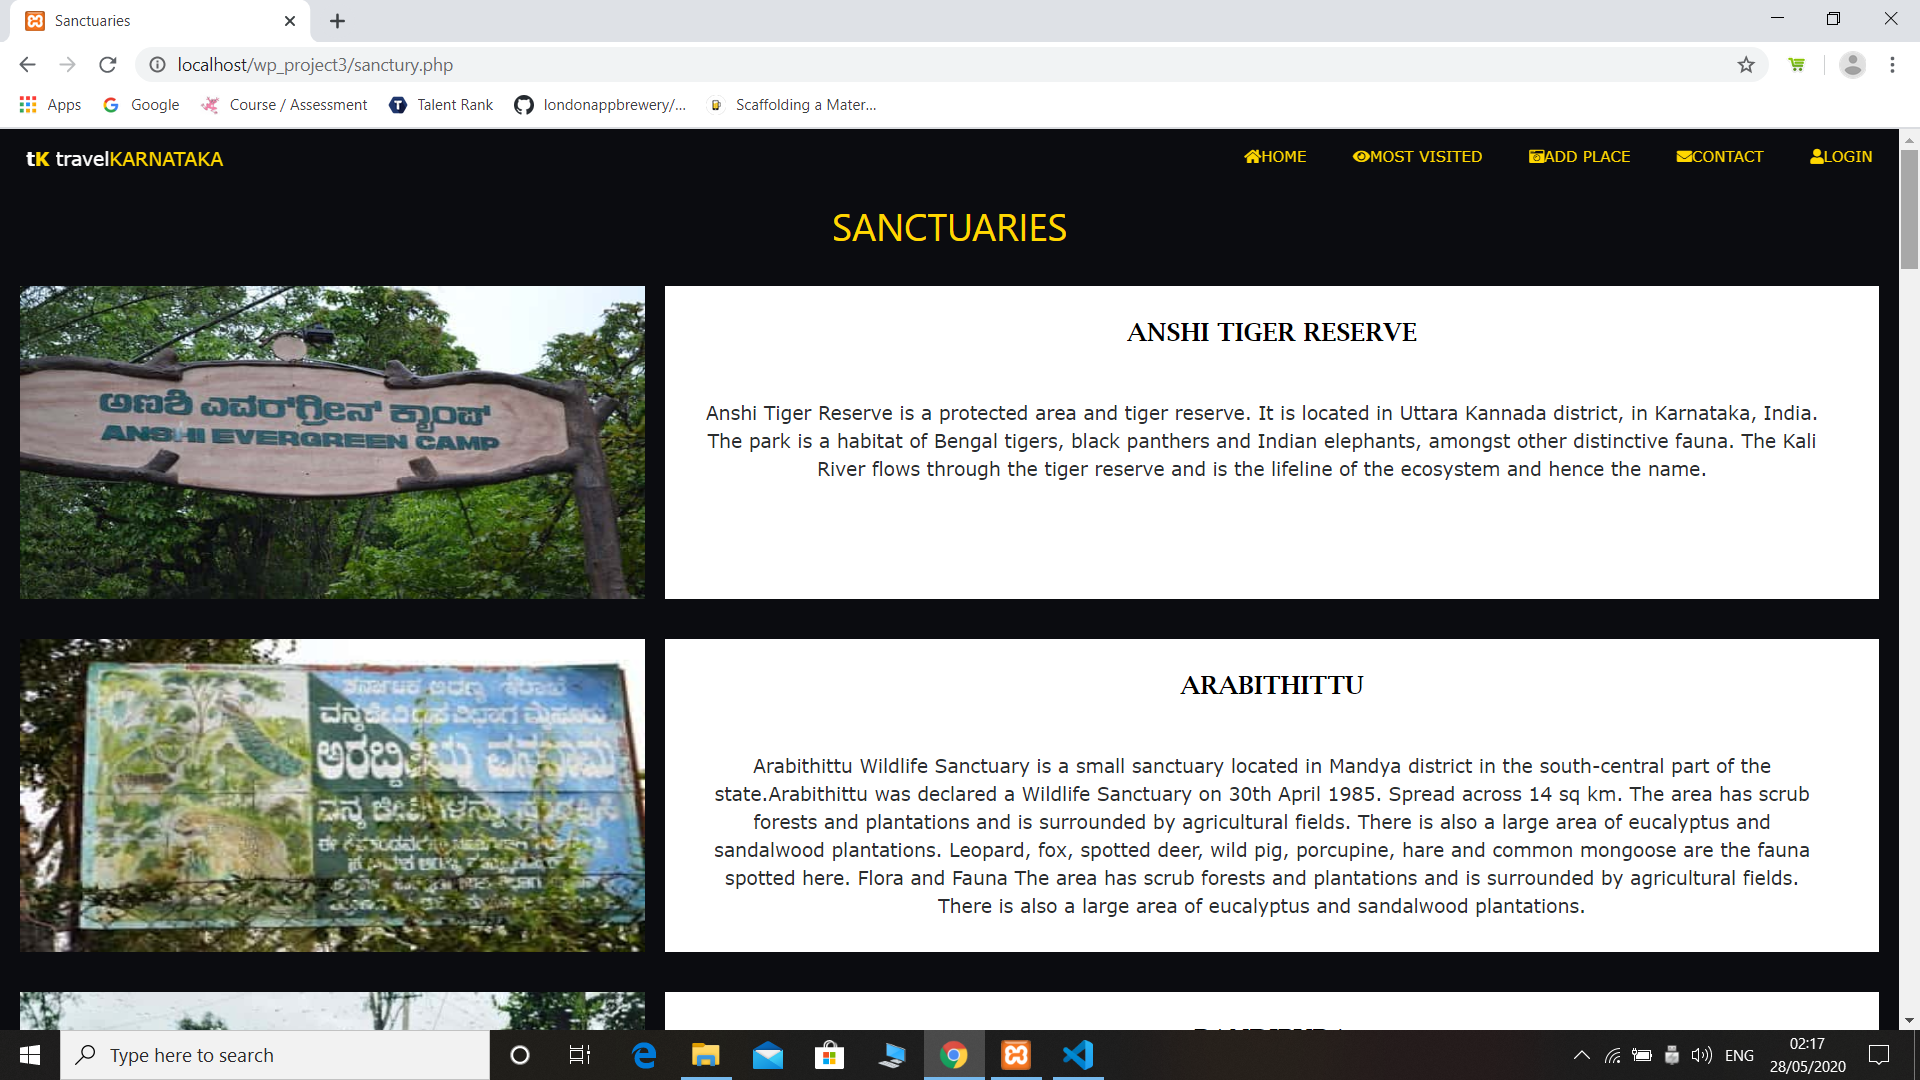 Sanctuaries
localhost/wp_project3/sanctury.php
Apps Google Course / Assessment Talent Rank londonappbrewery/... Scaffolding a Mater...
tK travelKARNATAKA HOME MOST VISITED ADD PLACE CONTACT LOGIN
SANCTUARIES
ಅಣಶಿ ಎವರ್‌ಗ್ರೀನ್ ಕ್ಯಾಂಪ್
ANSHI EVERGREEN CAMP
ANSHI TIGER RESERVE
Anshi Tiger Reserve is a protected area and tiger reserve. It is located in Uttara Kannada district, in Karnataka, India.
The park is a habitat of Bengal tigers, black panthers and Indian elephants, amongst other distinctive fauna. The Kali
River flows through the tiger reserve and is the lifeline of the ecosystem and hence the name.
ARABITHITTU
Arabithittu Wildlife Sanctuary is a small sanctuary located in Mandya district in the south-central part of the
state.Arabithittu was declared a Wildlife Sanctuary on 30th April 1985. Spread across 14 sq km. The area has scrub
forests and plantations and is surrounded by agricultural fields. There is also a large area of eucalyptus and
sandalwood plantations. Leopard, fox, spotted deer, wild pig, porcupine, hare and common mongoose are the fauna
spotted here. Flora and Fauna The area has scrub forests and plantations and is surrounded by agricultural fields.
There is also a large area of eucalyptus and sandalwood plantations.
Type here to search
ENG
02:17
28/05/2020